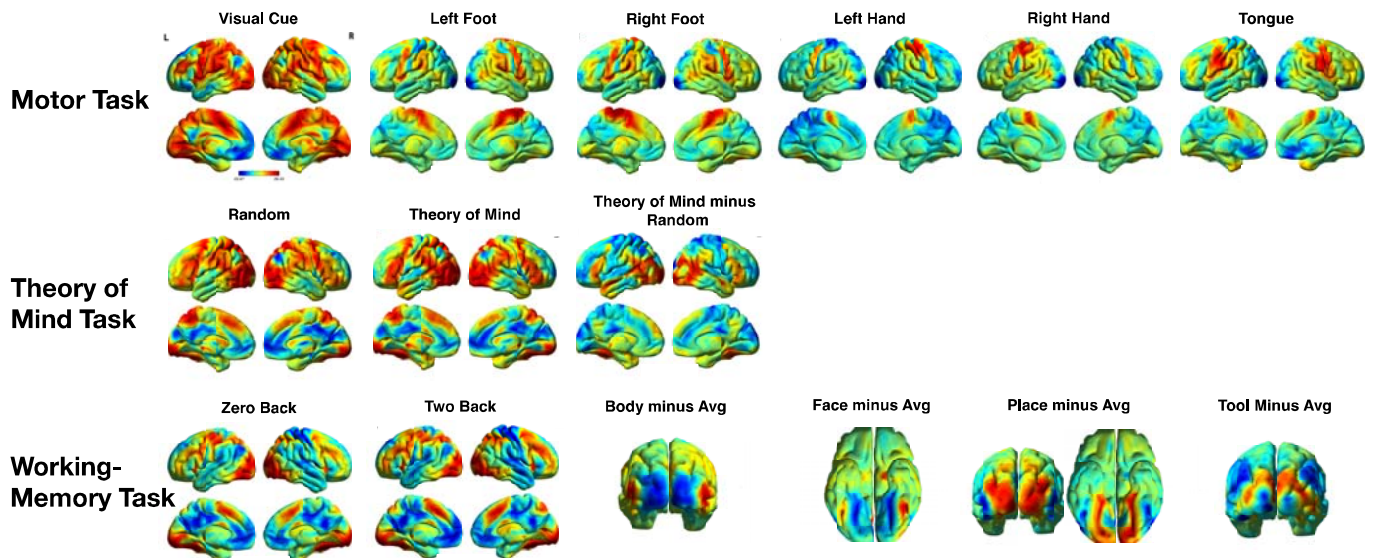 Visual Cue
Left Foot
Right Foot
Left Hand
Right Hand
Tongue
L
R
Motor Task
Random
Theory of Mind
Theory of Mind minus
Random
Theory of
Mind Task
Zero Back
Two Back
Body minus Avg
Face minus Avg
Place minus Avg
Tool Minus Avg
Working-
Memory Task